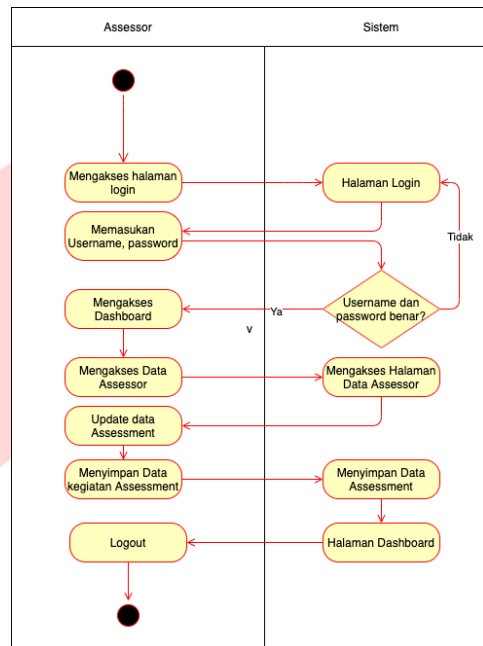 Assessor
Sistem
Mengakses halaman
login
Halaman Login
Memasukan
Username, password
Tidak
Username dan
password benar?
Ya
Mengakses
Dashboard
v
Mengakses Data
Assessor
Mengakses Halaman
Data Assessor
Update data
Assessment
Menyimpan Data
kegiatan Assessment
Menyimpan Data
Assessment
Logout
Halaman Dashboard